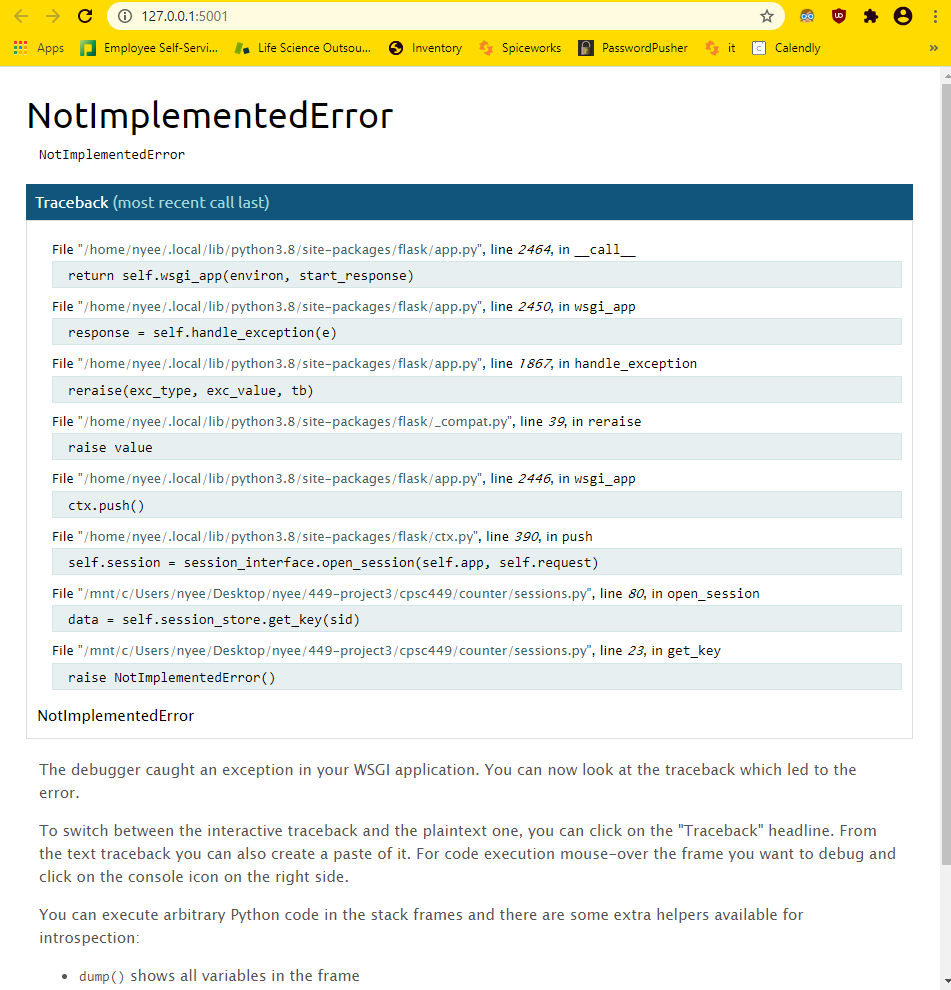 127.0.0.1:5001
Apps Employee Self-Servi... Life Science Outsou... Inventory Spiceworks PasswordPusher it Calendly »
NotImplementedError
NotImplementedError
Traceback (most recent call last)
File "/home/nyee/.local/lib/python3.8/site-packages/flask/app.py", line 2464, in __call__
return self.wsgi_app(environ, start_response)
File "/home/nyee/.local/lib/python3.8/site-packages/flask/app.py", line 2450, in wsgi_app
response = self.handle_exception(e)
File "/home/nyee/.local/lib/python3.8/site-packages/flask/app.py", line 1867, in handle_exception
reraise(exc_type, exc_value, tb)
File "/home/nyee/.local/lib/python3.8/site-packages/flask/_compat.py", line 39, in reraise
raise value
File "/home/nyee/.local/lib/python3.8/site-packages/flask/app.py", line 2446, in wsgi_app
ctx.push()
File "/home/nyee/.local/lib/python3.8/site-packages/flask/ctx.py", line 390, in push
self.session = session_interface.open_session(self.app, self.request)
File "/mnt/c/Users/nyee/Desktop/nyee/449-project3/cpsc449/counter/sessions.py", line 80, in open_session
data = self.session_store.get_key(sid)
File "/mnt/c/Users/nyee/Desktop/nyee/449-project3/cpsc449/counter/sessions.py", line 23, in get_key
raise NotImplementedError()
NotImplementedError
The debugger caught an exception in your WSGI application. You can now look at the traceback which led to the
error.
To switch between the interactive traceback and the plaintext one, you can click on the "Traceback" headline. From
the text traceback you can also create a paste of it. For code execution mouse-over the frame you want to debug and
click on the console icon on the right side.
You can execute arbitrary Python code in the stack frames and there are some extra helpers available for
introspection:
• dump() shows all variables in the frame